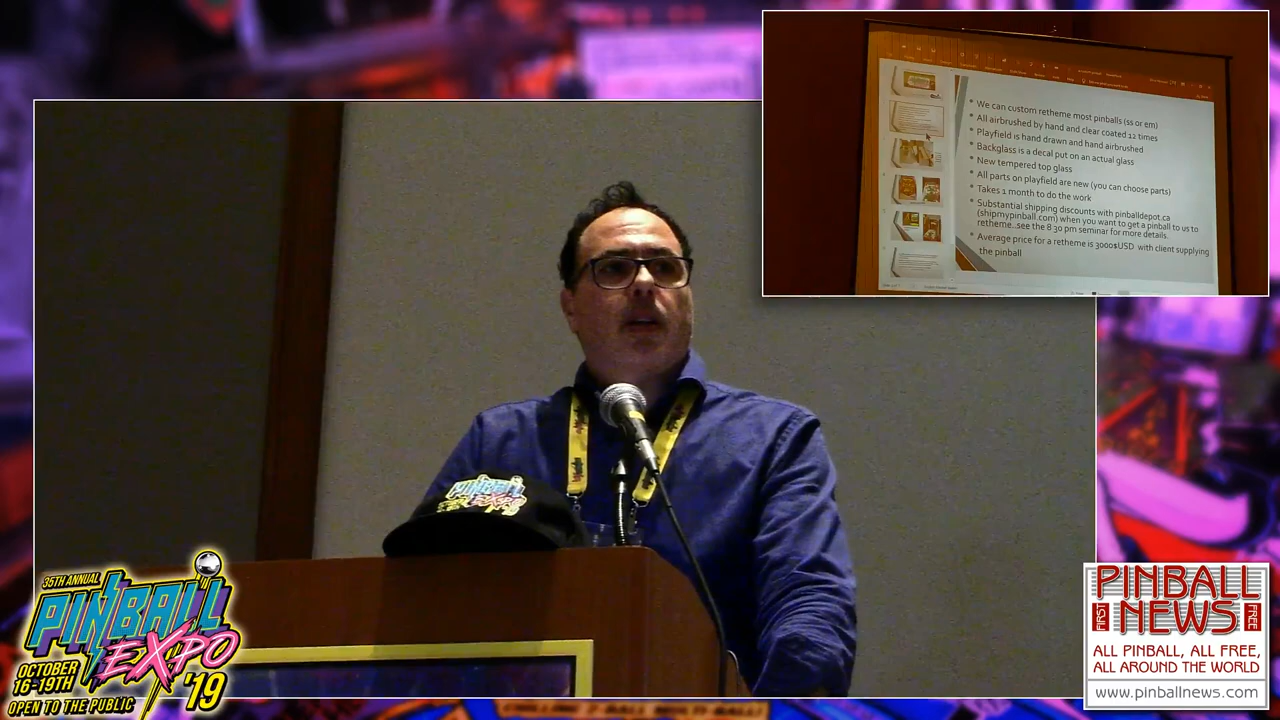 We can custom retheme most pinballs (ss or em)
All airbrushed by hand and clear coated 12 times
Playfield is hand drawn and hand airbrushed
Backglass is a decal put on an actual glass
New tempered top glass
All parts on playfield are new (you can choose parts)
Takes 1 month to do the work
Substantial shipping discounts with pinballdepot.ca
(shipmypinball.com) when you want to get a pinball to us to
retheme..see the 8 30 pm seminar for more details.
Average price for a retheme is 3000$USD with client supplying
the pinball
PINBALL
EXPO
35TH ANNUAL
PINBALL
EXPO
OCTOBER
16-19TH
'19
OPEN TO THE PUBLIC
PINBALL
FIRST NEWS FREE
ALL PINBALL, ALL FREE,
ALL AROUND THE WORLD
www.pinballnews.com